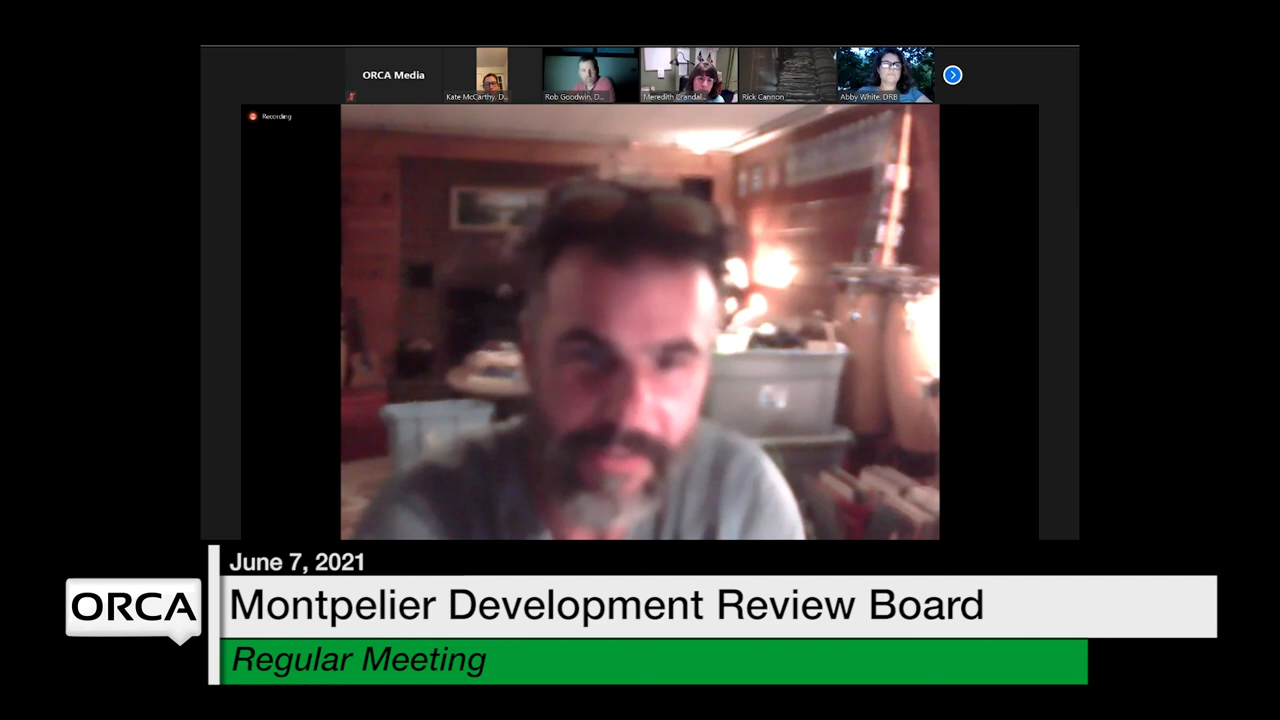 ORCA Media
Kate McCarthy, D...
Rob Goodwin, D...
Meredith Crandal...
Rick Cannon
Abby White, DRB
Recording
June 7, 2021
ORCA
Montpelier Development Review Board
Regular Meeting